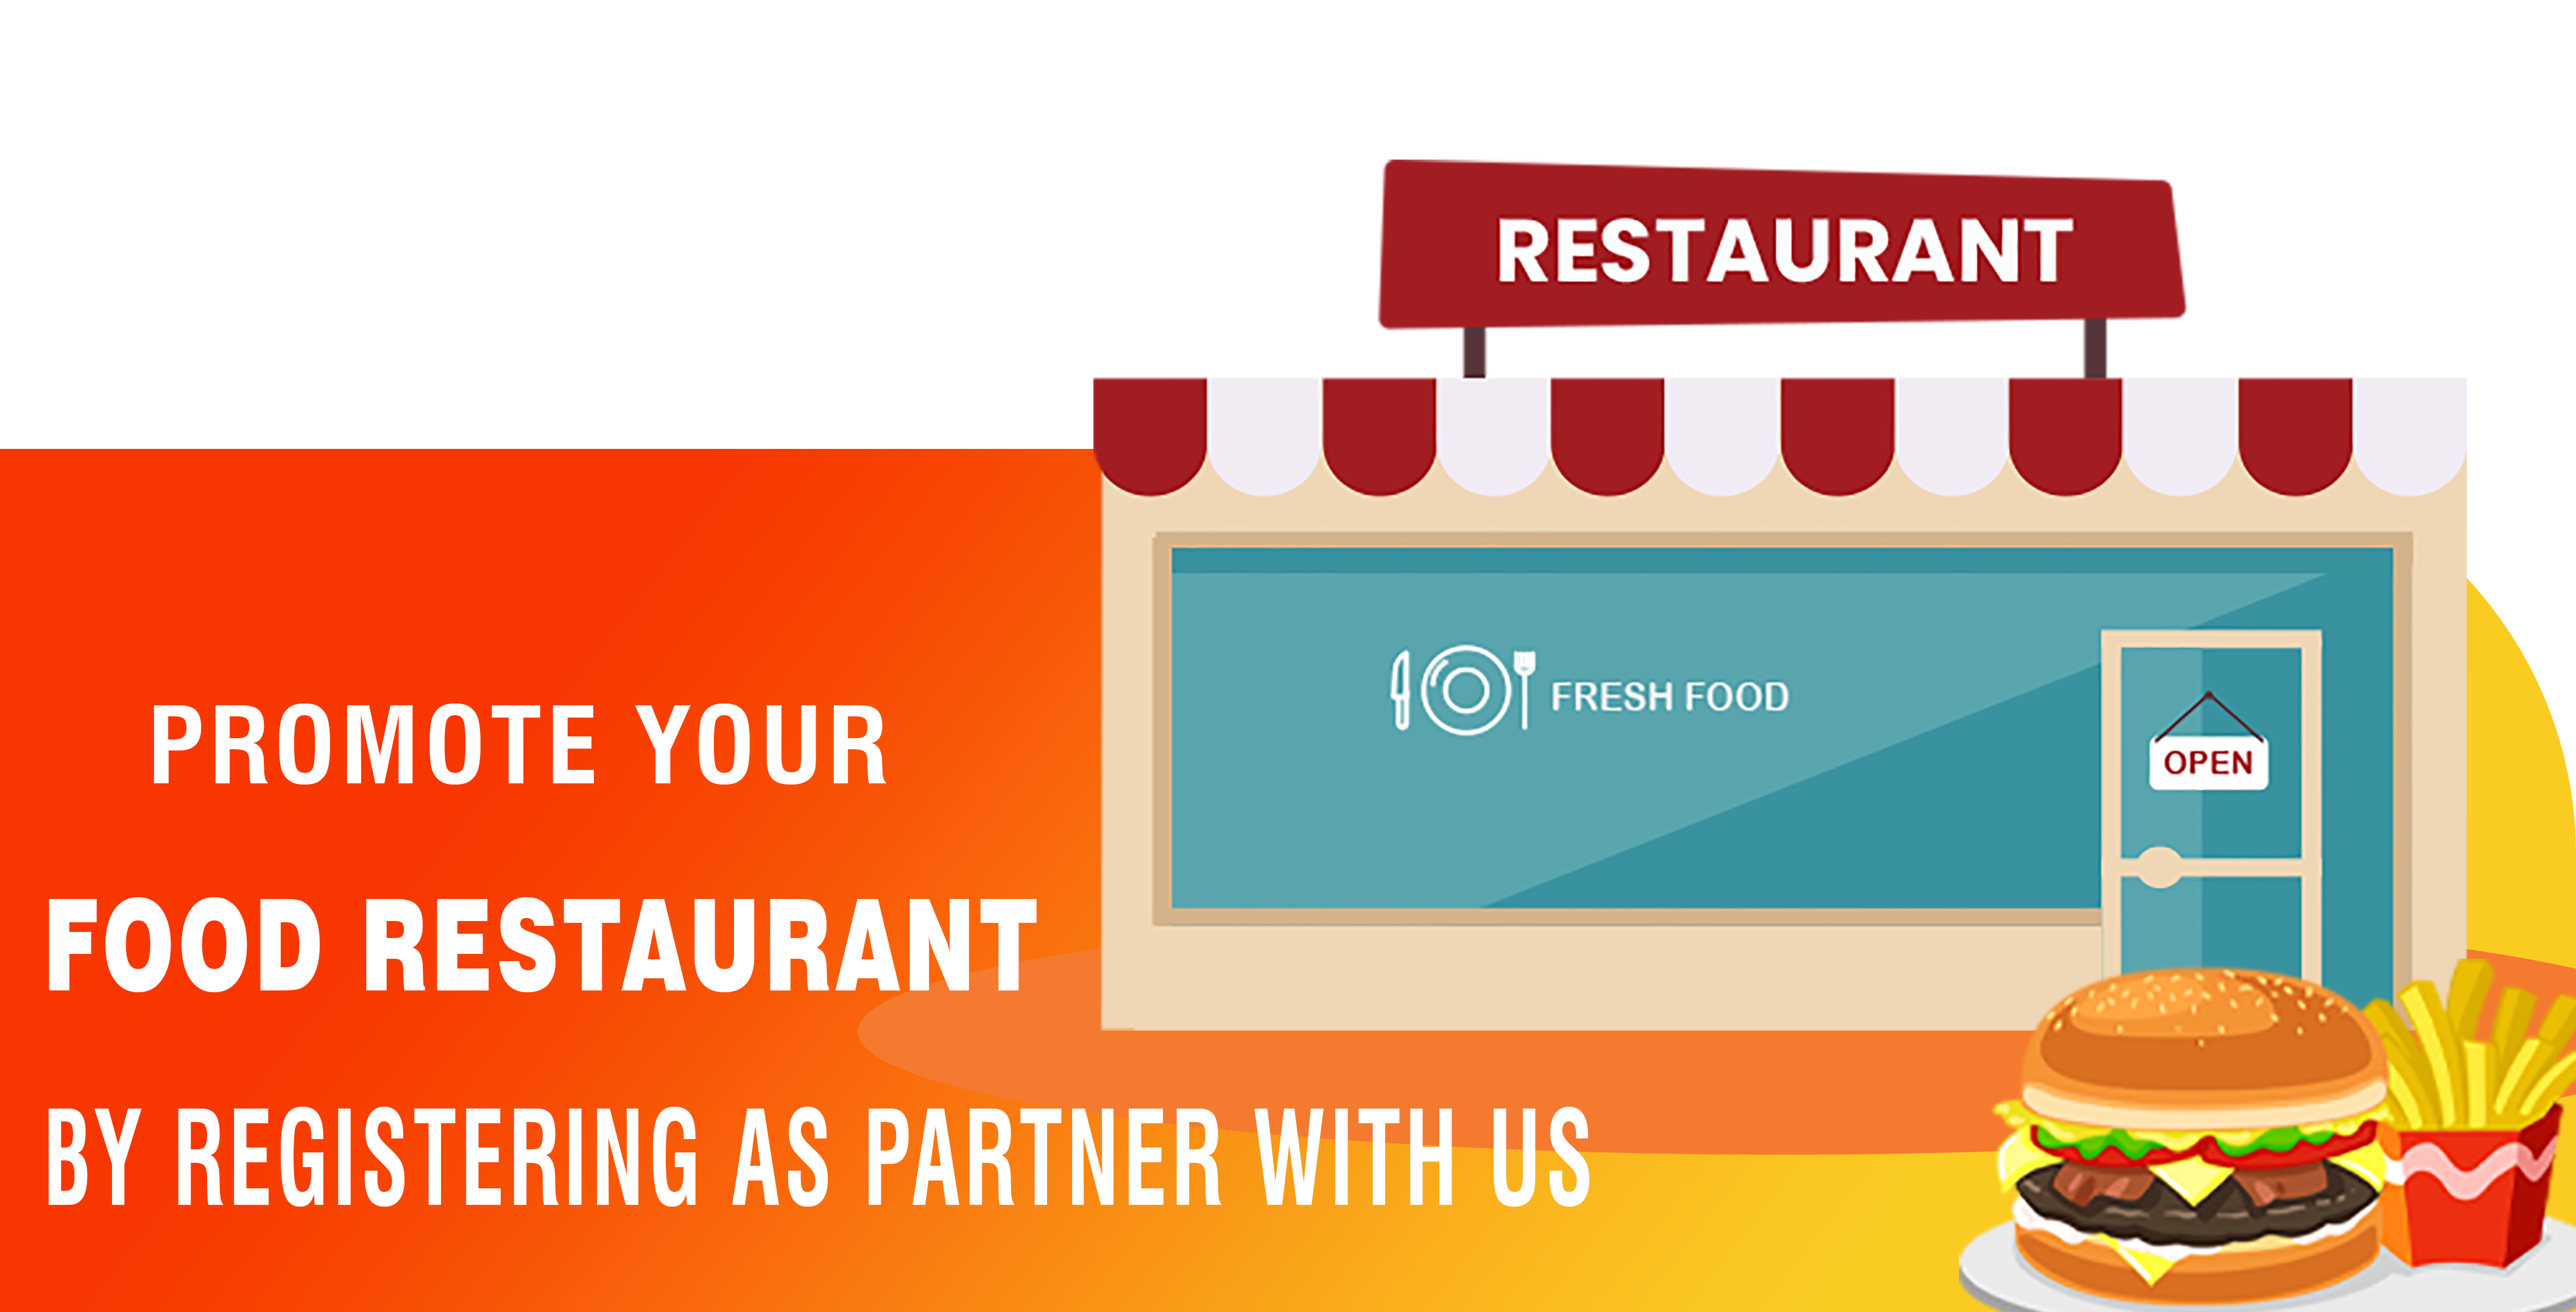 RESTAURANT
FRESH FOOD
OPEN
PROMOTE YOUR
FOOD RESTAURANT
BY REGISTERING AS PARTNER WITH US